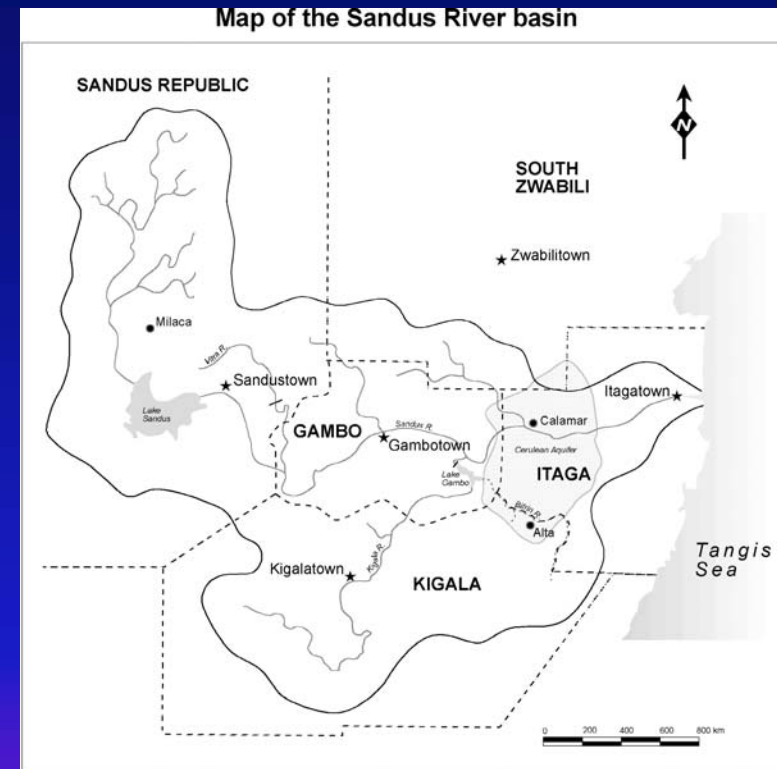 Map of the Sandus River basin
SANDUS REPUBLIC
N
SOUTH
ZWABILI
Zwabilitown
Milaca
Vira R.
Sandustown
Itagatown
Lake
Sandus
GAMBO
Sandus R.
Calamar
Gambotown
Cerulean Aquifer
Lake
Gambo
ITAGA
Alta
Tangis
Sea
Kigalatown
KIGALA
0 200 400 600 800 km